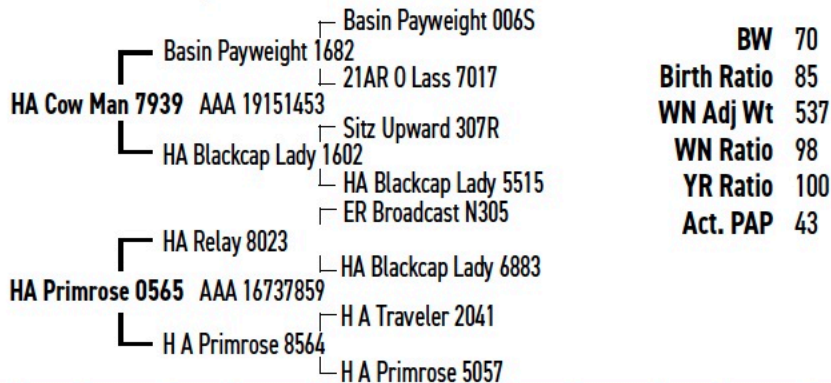 Basin Payweight 006S
Basin Payweight 1682
21AR O Lass 7017
HA Cow Man 7939 AAA 19151453
Sitz Upward 307R
HA Blackcap Lady 1602
HA Blackcap Lady 5515
ER Broadcast N305
HA Relay 8023
HA Blackcap Lady 6883
HA Primrose 0565 AAA 16737859
H A Traveler 2041
H A Primrose 8564
H A Primrose 5057
BW 70
Birth Ratio 85
WN Adj Wt 537
WN Ratio 98
YR Ratio 100
Act. PAP 43